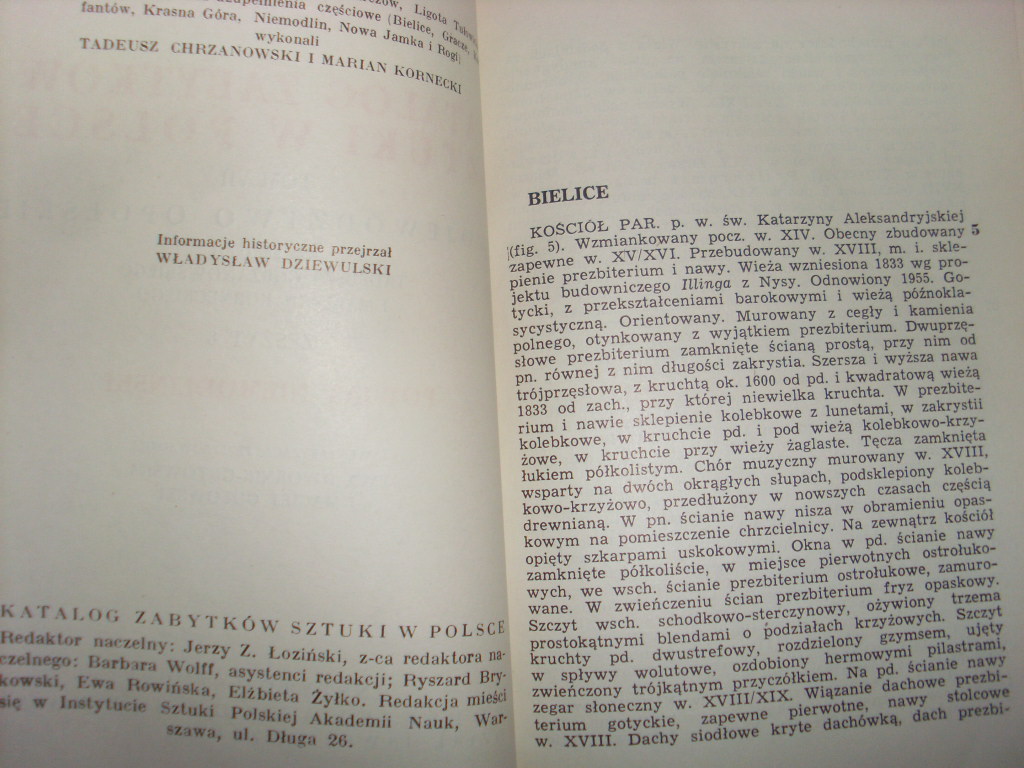 czów, Ligota
uzupełnienia częściowe (Bielice, Gracze,
fantów, Krasna Góra, Niemodlin, Nowa Jamka i Rogi)
wykonali
TADEUSZ CHRZANOWSKI I MARIAN KORNECKI
Informacje historyczne przejrzał
WŁADYSŁAW DZIEWULSKI
KATALOG ZABYTKÓW SZTUKI W POLSCE
Redaktor naczelny: Jerzy Z. Łoziński, z-ca redaktora na-
czelnego: Barbara Wolff, asystenci redakcji; Ryszard Bry-
kowski, Ewa Rowińska, Elżbieta Żyłko. Redakcja mieści
się w Instytucie Sztuki Polskiej Akademii Nauk, War-
szawa, ul. Długa 26.
BIELICE
KOŚCIÓŁ PAR. p. w. św. Katarzyny Aleksandryjskiej
(fig. 5). Wzmiankowany pocz. w. XIV. Obecny zbudowany 5
zapewne w. XV/XVI. Przebudowany w. XVIII, m. i. skle-
pienie prezbiterium i nawy. Wieża wzniesiona 1833 wg pro-
jektu budowniczego Illinga z Nysy. Odnowiony 1955. Go-
tycki, z przekształceniami barokowymi i wieżą późnokla-
sycystyczną. Orientowany. Murowany z cegły i kamienia
polnego, otynkowany z wyjątkiem prezbiterium. Dwuprzę-
słowe prezbiterium zamknięte ścianą prostą, przy nim od
pn. równej z nim długości zakrystia. Szersza i wyższa nawa
trójprzęsłowa, z kruchtą ok. 1600 od pd. i kwadratową wieżą
1833 od zach., przy której niewielka kruchta. W prezbite-
rium i nawie sklepienie kolebkowe z lunetami, w zakrystii
kolebkowe, w kruchcie pd. i pod wieżą kolebkowo-krzy-
żowe, w kruchcie przy wieży żaglaste. Tęcza zamknięta
łukiem półkolistym. Chór muzyczny murowany w. XVIII,
wsparty na dwóch okrągłych słupach, podsklepiony koleb-
kowo-krzyżowo, przedłużony w nowszych czasach częścią
drewnianą. W pn. ścianie nawy nisza w obramieniu opas-
kowym na pomieszczenie chrzcielnicy. Na zewnątrz kościół
opięty szkarpami uskokowymi. Okna w pd. ścianie nawy
zamknięte półkoliście, w miejsce pierwotnych ostrołuko-
wych, we wsch. ścianie prezbiterium ostrołukowe, zamuro-
wane. W zwieńczeniu ścian prezbiterium fryz opaskowy.
Szczyt wsch. schodkowo-sterczynowy, ożywiony trzema
prostokątnymi blendami o podziałach krzyżowych. Szczyt
kruchty pd. dwustrefowy, rozdzielony gzymsem, ujęty
w spływy wolutowe, ozdobiony hermowymi pilastrami,
zwieńczony trójkątnym przyczółkiem. Na pd. ścianie nawy
zegar słoneczny w. XVIII/XIX. Wiązanie dachowe prezbi-
terium gotyckie, zapewne pierwotne, nawy stolcowe
w. XVIII. Dachy siodłowe kryte dachówką, dach prezbi-